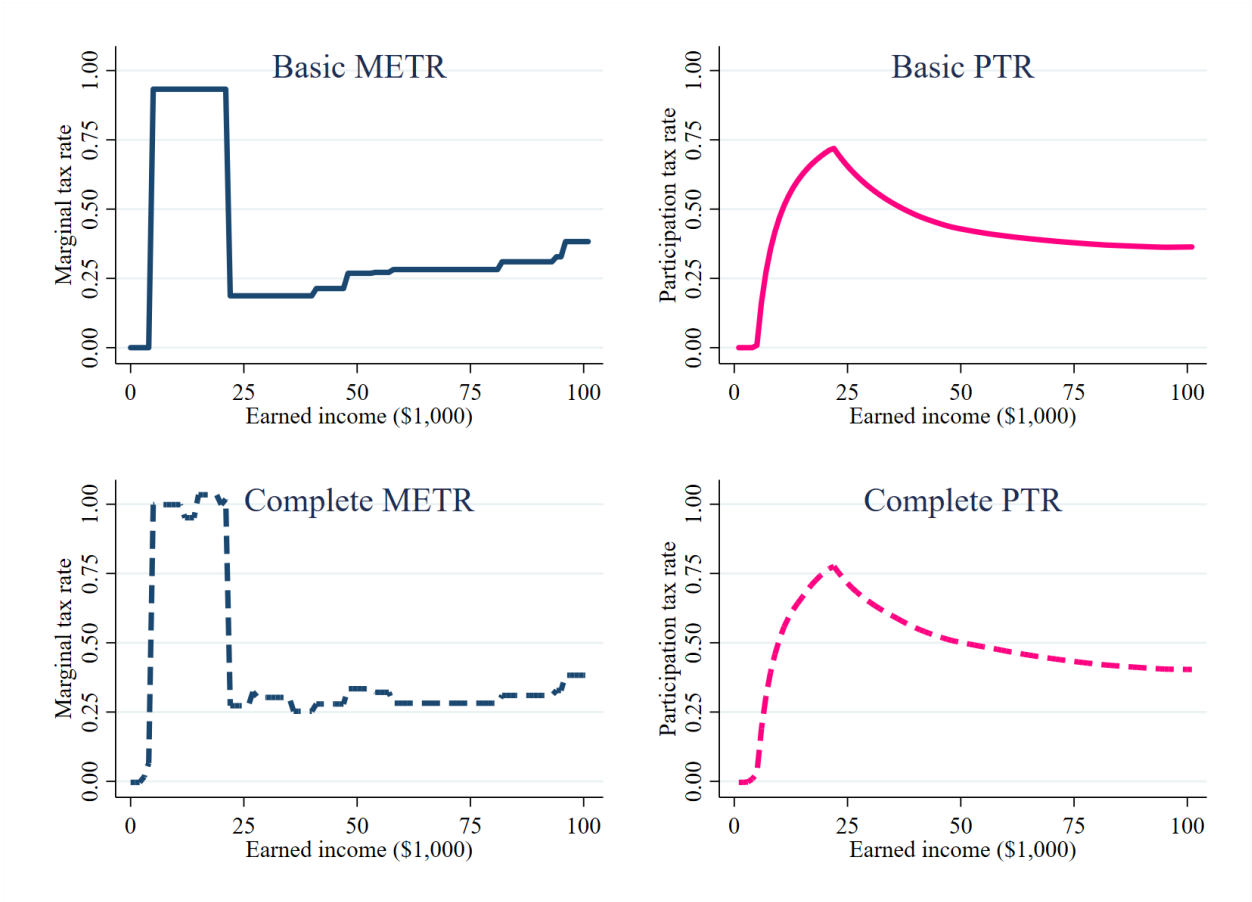 Basic METR
Marginal tax rate
1.00
0.75
0.50
0.25
0.00
0 25 50 75 100
Earned income ($1,000)
Basic PTR
Participation tax rate
1.00
0.75
0.50
0.25
0.00
0 25 50 75 100
Earned income ($1,000)
Complete METR
Marginal tax rate
1.00
0.75
0.50
0.25
0.00
0 25 50 75 100
Earned income ($1,000)
Complete PTR
Participation tax rate
1.00
0.75
0.50
0.25
0.00
0 25 50 75 100
Earned income ($1,000)